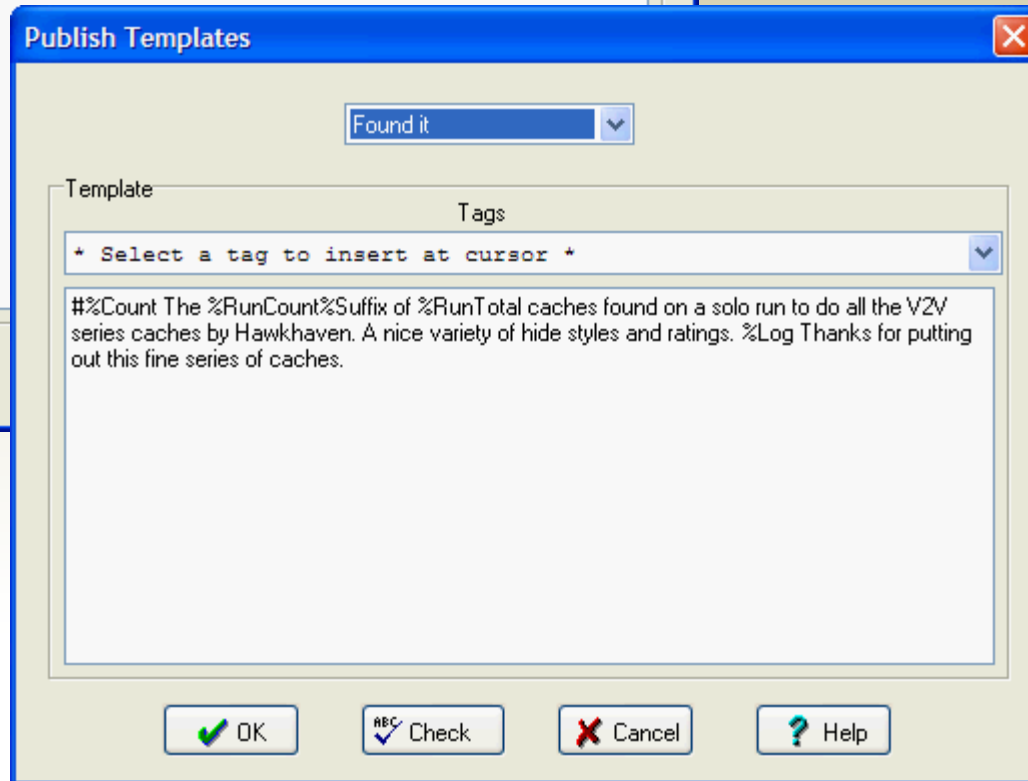 Publish Templates
Found it
Template
Tags
* Select a tag to insert at cursor *
#%Count The %RunCount%Suffix of %RunTotal caches found on a solo run to do all the V2V
series caches by Hawkhaven. A nice variety of hide styles and ratings. %Log Thanks for putting
out this fine series of caches.
OK
ABC Check
Cancel
? Help